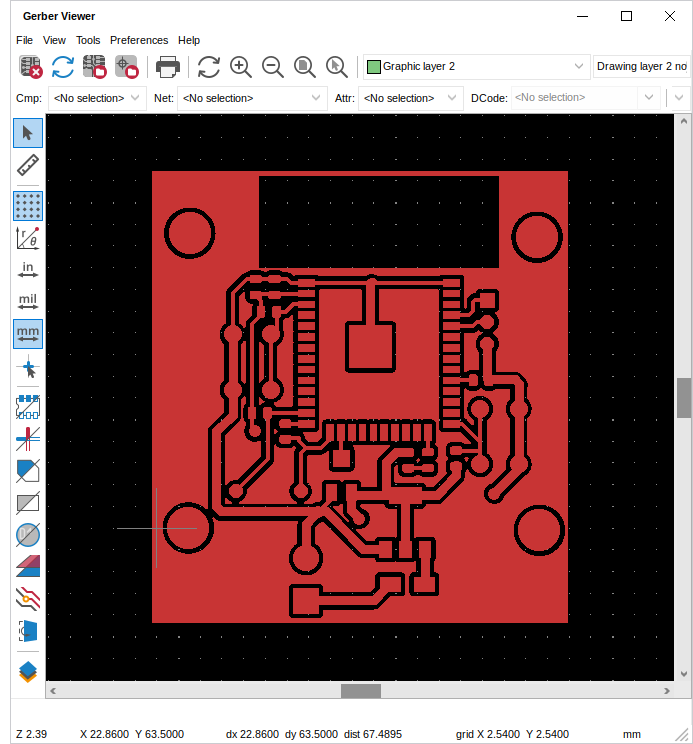 Gerber Viewer
File View Tools Preferences Help
Graphic layer 2
Drawing layer 2 no
Cmp: <No selection> Net: <No selection> Attr: <No selection> DCode: <No selection>
r
θ
in
mil
mm
Z 2.39 X 22.8600 Y 63.5000 dx 22.8600 dy 63.5000 dist 67.4895 grid X 2.5400 Y 2.5400 mm